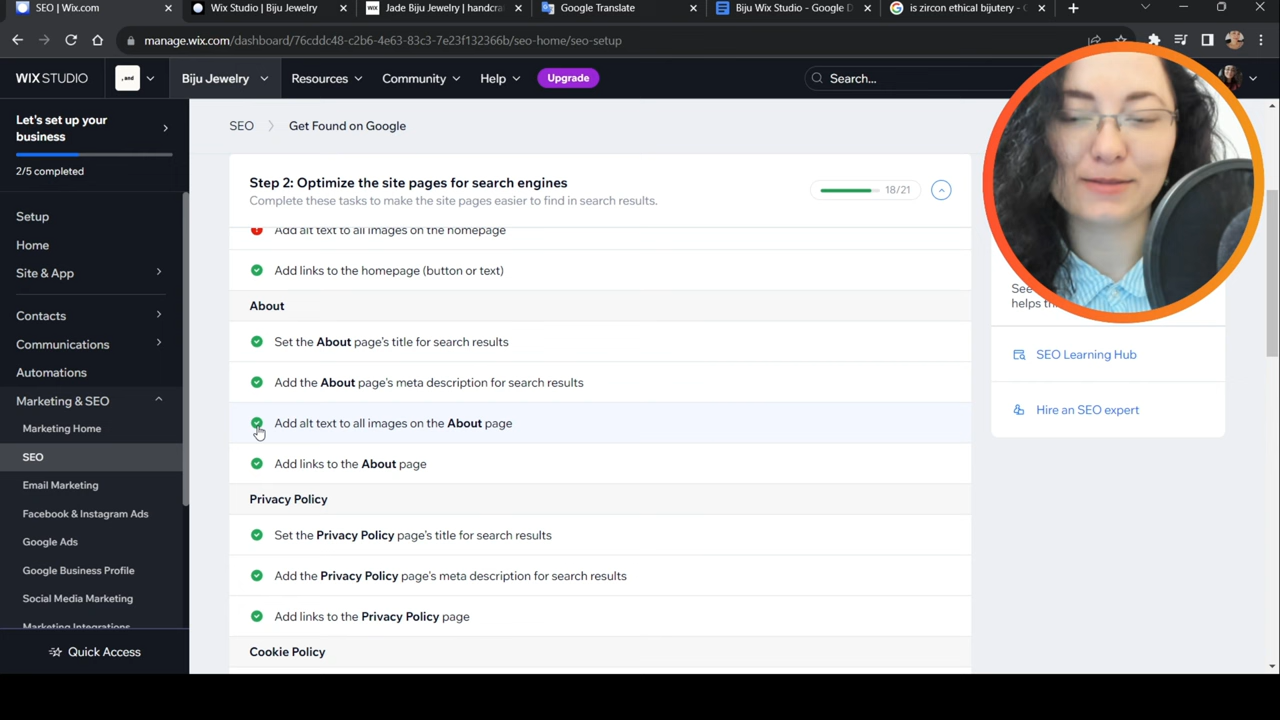 SEO | Wix.com
Wix Studio | Biju Jewelry
Jade Biju Jewelry | handcraf
Google Translate
Biju Wix Studio - Google D
is zircon ethical bijutery -
manage.wix.com/dashboard/76cddc48-c2b6-4e63-83c3-7e23f132366b/seo-home/seo-setup
WIX STUDIO
, and
Biju Jewelry
Resources
Community
Help
Upgrade
Search...
Let's set up your
business
2/5 completed
Setup
Home
Site & App
Contacts
Communications
Automations
Marketing & SEO
Marketing Home
SEO
Email Marketing
Facebook & Instagram Ads
Google Ads
Google Business Profile
Social Media Marketing
Marketing Integrations
Quick Access
SEO > Get Found on Google
Step 2: Optimize the site pages for search engines
Complete these tasks to make the site pages easier to find in search results.
18/21
Add alt text to all images on the homepage
Add links to the homepage (button or text)
About
Set the About page's title for search results
Add the About page's meta description for search results
Add alt text to all images on the About page
Add links to the About page
Privacy Policy
Set the Privacy Policy page's title for search results
Add the Privacy Policy page's meta description for search results
Add links to the Privacy Policy page
Cookie Policy
See
helps th
SEO Learning Hub
Hire an SEO expert